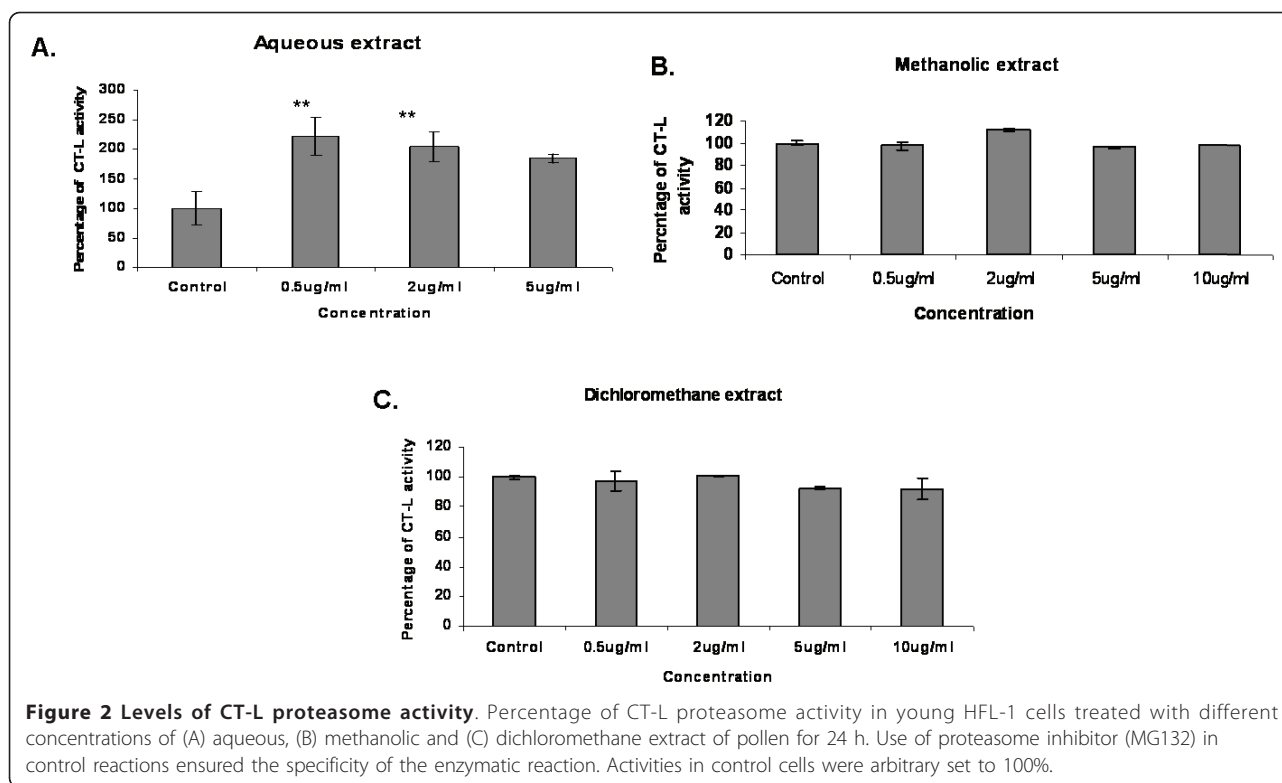 A.
Aqueous extract
Percentage of CT-L activity
300
250
200
150
100
50
0
**
**
Control
0.5ug/ml
2ug/ml
5ug/ml
Concentration
B.
Methanolic extract
Percntage of CT-L
activity
120
100
80
60
40
20
0
Control
0.5ug/ml
2ug/ml
5ug/ml
10ug/ml
Concentration
C.
Dichloromethane extract
Percentage of CT-L activity
120
100
80
60
40
20
0
Control
0.5ug/ml
2ug/ml
5ug/ml
10ug/ml
Concentration
Figure 2 Levels of CT-L proteasome activity. Percentage of CT-L proteasome activity in young HFL-1 cells treated with different
concentrations of (A) aqueous, (B) methanolic and (C) dichloromethane extract of pollen for 24 h. Use of proteasome inhibitor (MG132) in
control reactions ensured the specificity of the enzymatic reaction. Activities in control cells were arbitrary set to 100%.